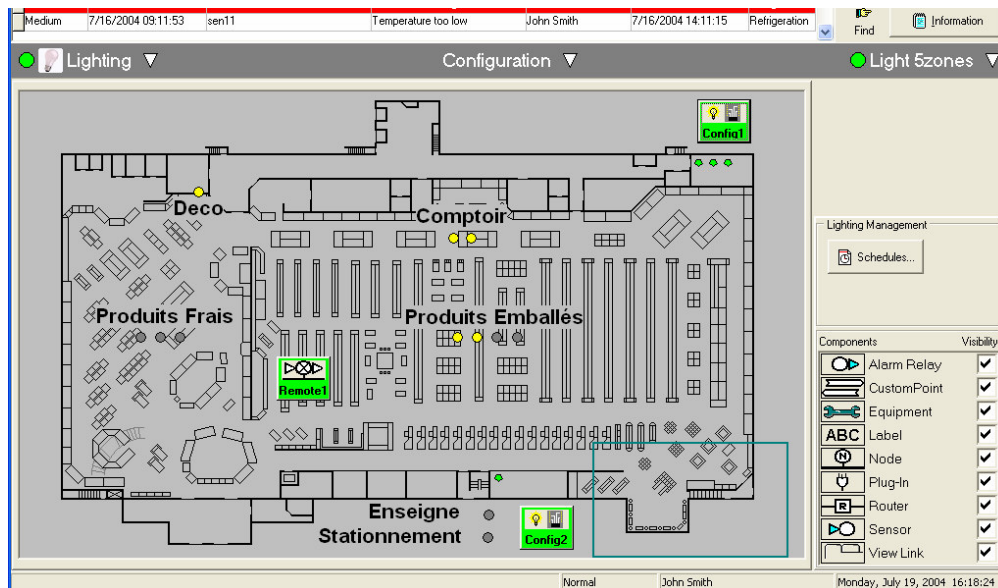 Medium 7/16/2004 09:11:53 sen11 Temperature too low John Smith 7/16/2004 14:11:15 Refrigeration
Find
Information
Lighting Configuration Light 5zones
Config1
Deco
Comptoir
Lighting Management
Schedules...
Produits Frais
Produits Emballés
Remote1
Components Visibility
Alarm Relay
CustomPoint
Equipment
ABC Label
N Node
Plug-In
R Router
Sensor
View Link
Enseigne
Stationnement
Config2
Normal John Smith Monday, July 19, 2004 16:18:24